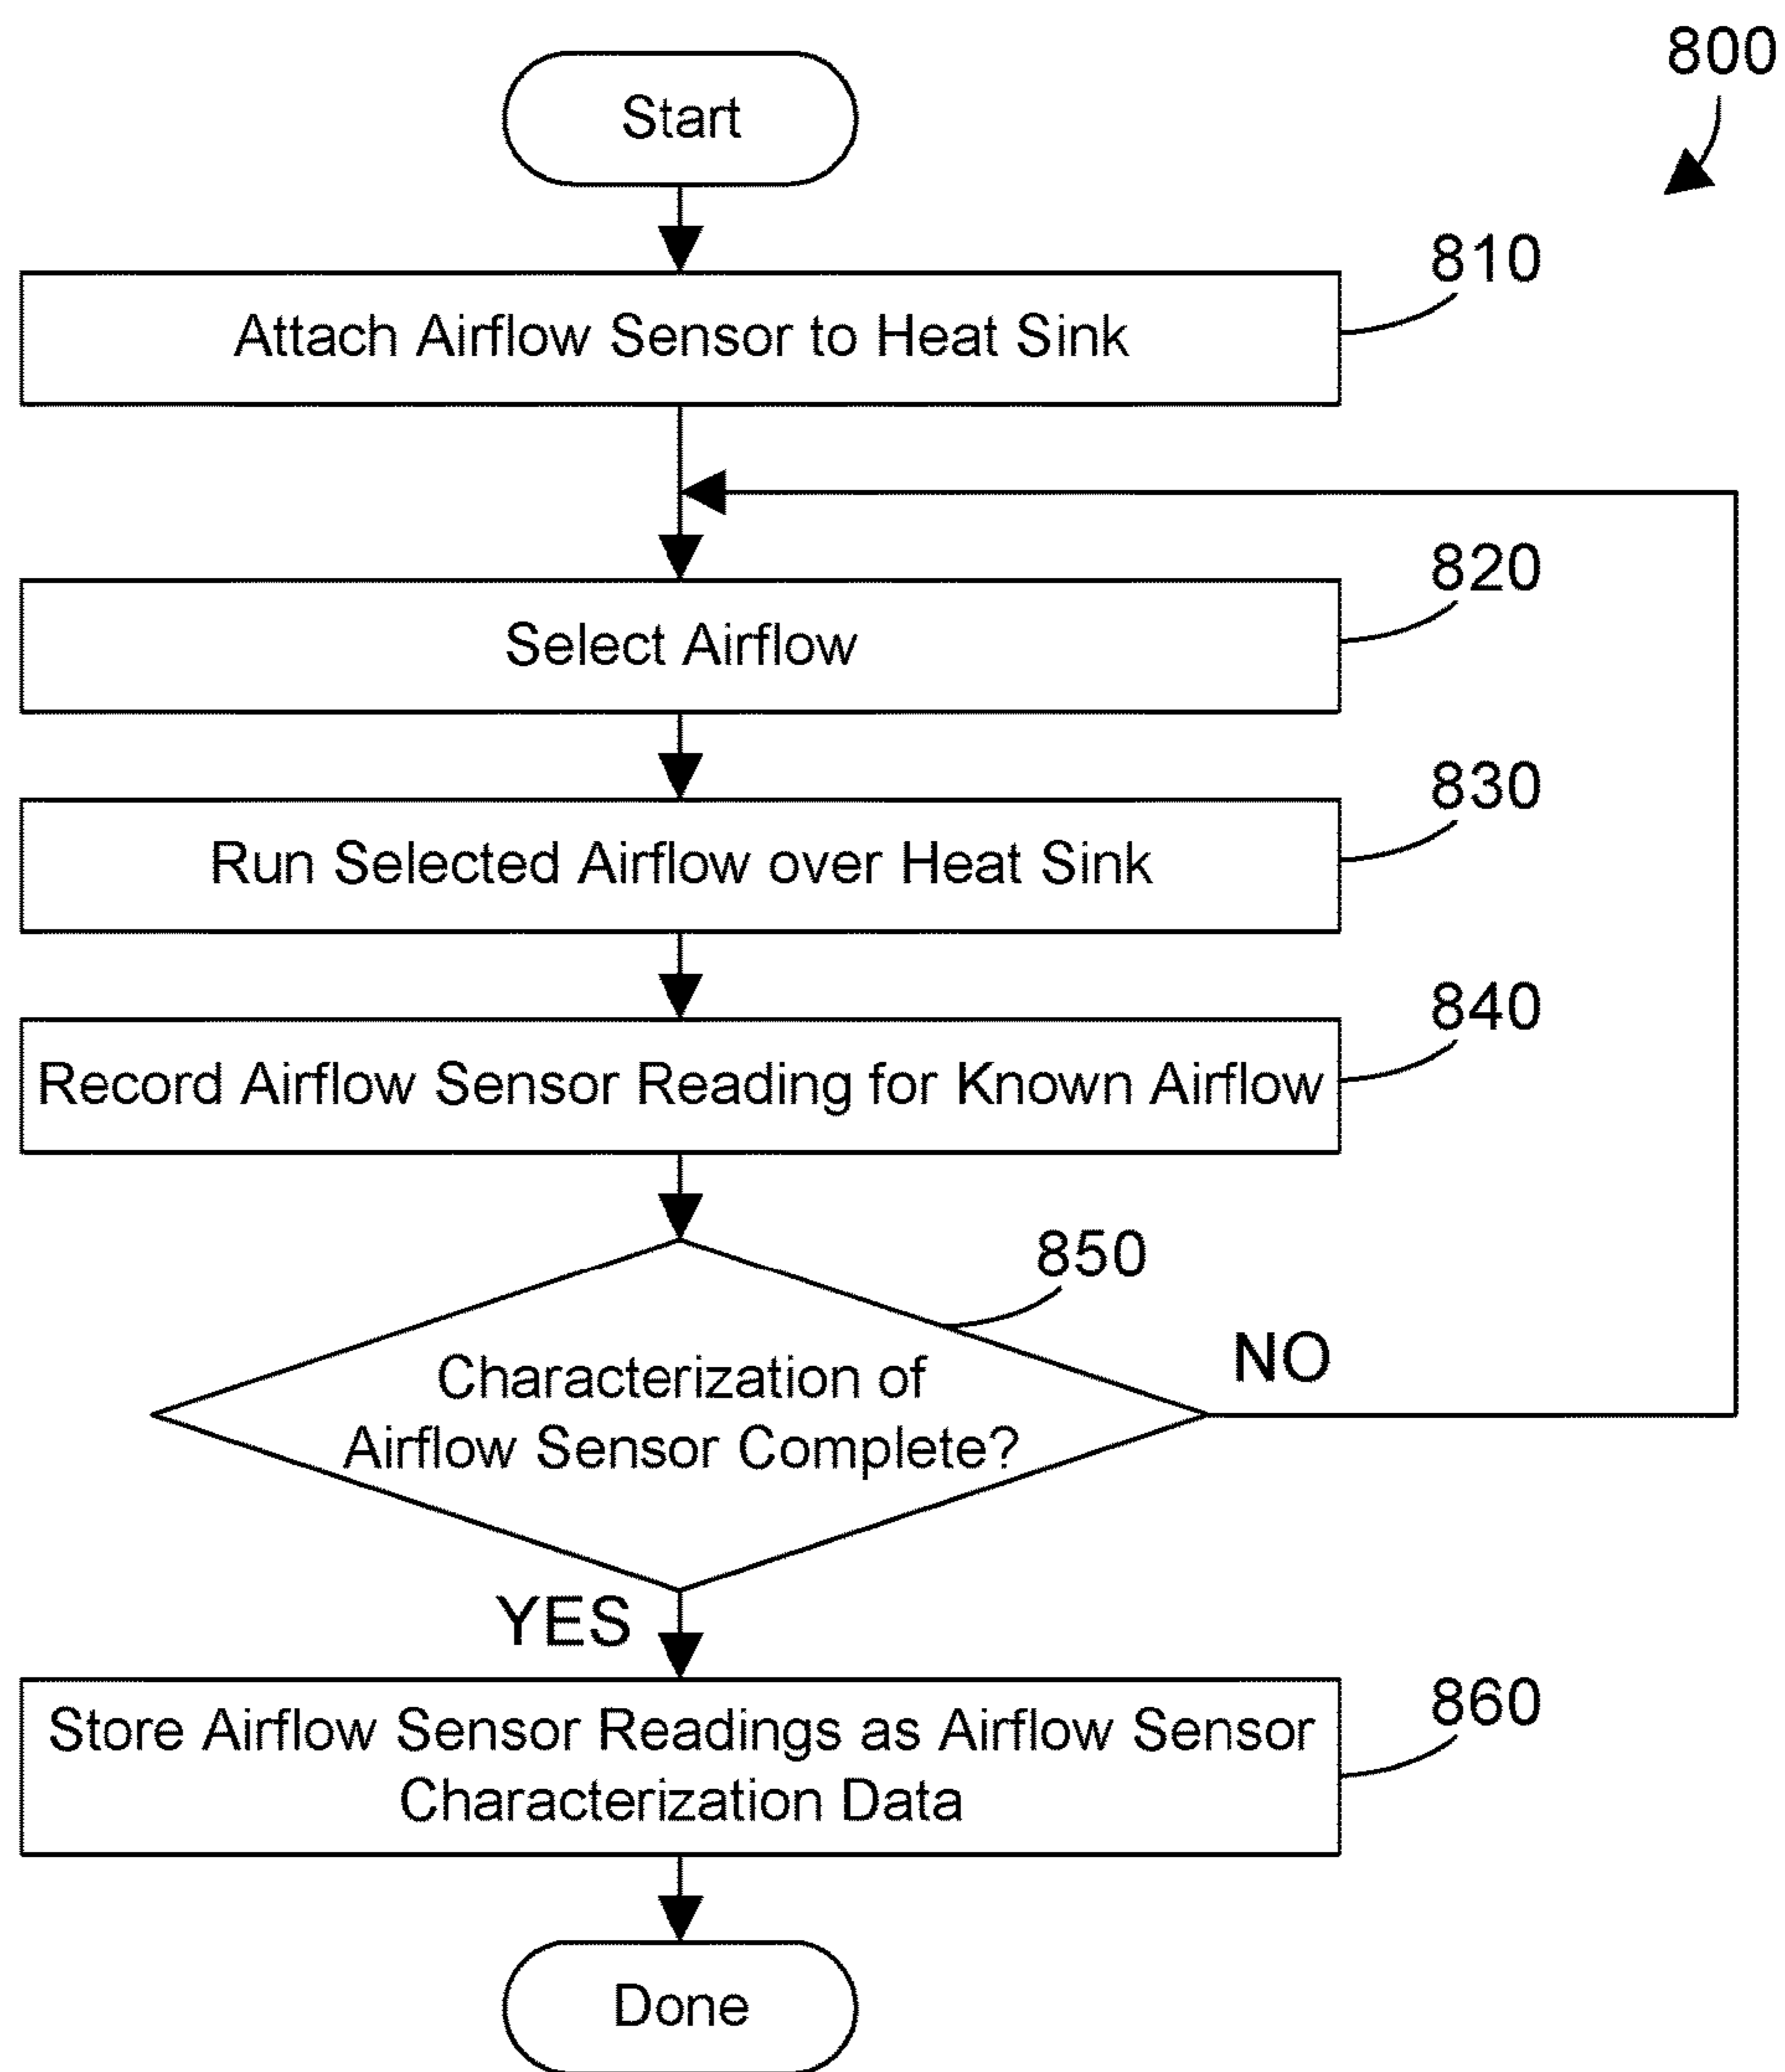 800
Start
810
Attach Airflow Sensor to Heat Sink
820
Select Airflow
830
Run Selected Airflow over Heat Sink
840
Record Airflow Sensor Reading for Known Airflow
850
Characterization of
Airflow Sensor Complete?
NO
YES
860
Store Airflow Sensor Readings as Airflow Sensor
Characterization Data
Done